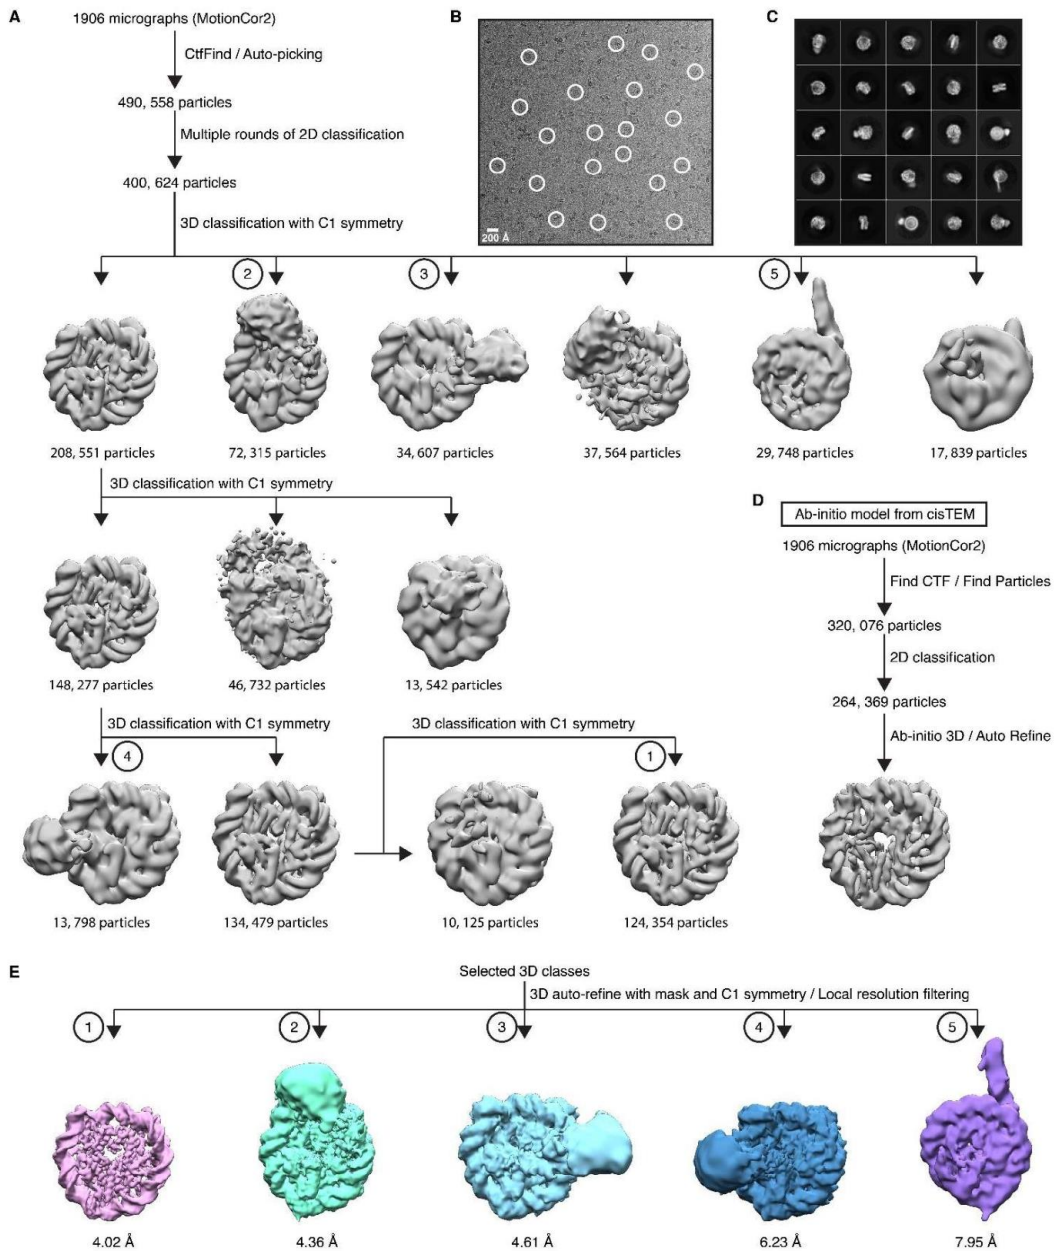 A
1906 micrographs (MotionCor2)
CtfFind / Auto-picking
490, 558 particles
Multiple rounds of 2D classification
400, 624 particles
3D classification with C1 symmetry
B
200 Å
C
2
3
5
208, 551 particles
72, 315 particles
34, 607 particles
37, 564 particles
29, 748 particles
17, 839 particles
3D classification with C1 symmetry
148, 277 particles
46, 732 particles
13, 542 particles
3D classification with C1 symmetry
3D classification with C1 symmetry
4
1
13, 798 particles
134, 479 particles
10, 125 particles
124, 354 particles
D
Ab-initio model from cisTEM
1906 micrographs (MotionCor2)
Find CTF / Find Particles
320, 076 particles
2D classification
264, 369 particles
Ab-initio 3D / Auto Refine
E
Selected 3D classes
3D auto-refine with mask and C1 symmetry / Local resolution filtering
1
2
3
4
5
4.02 Å
4.36 Å
4.61 Å
6.23 Å
7.95 Å